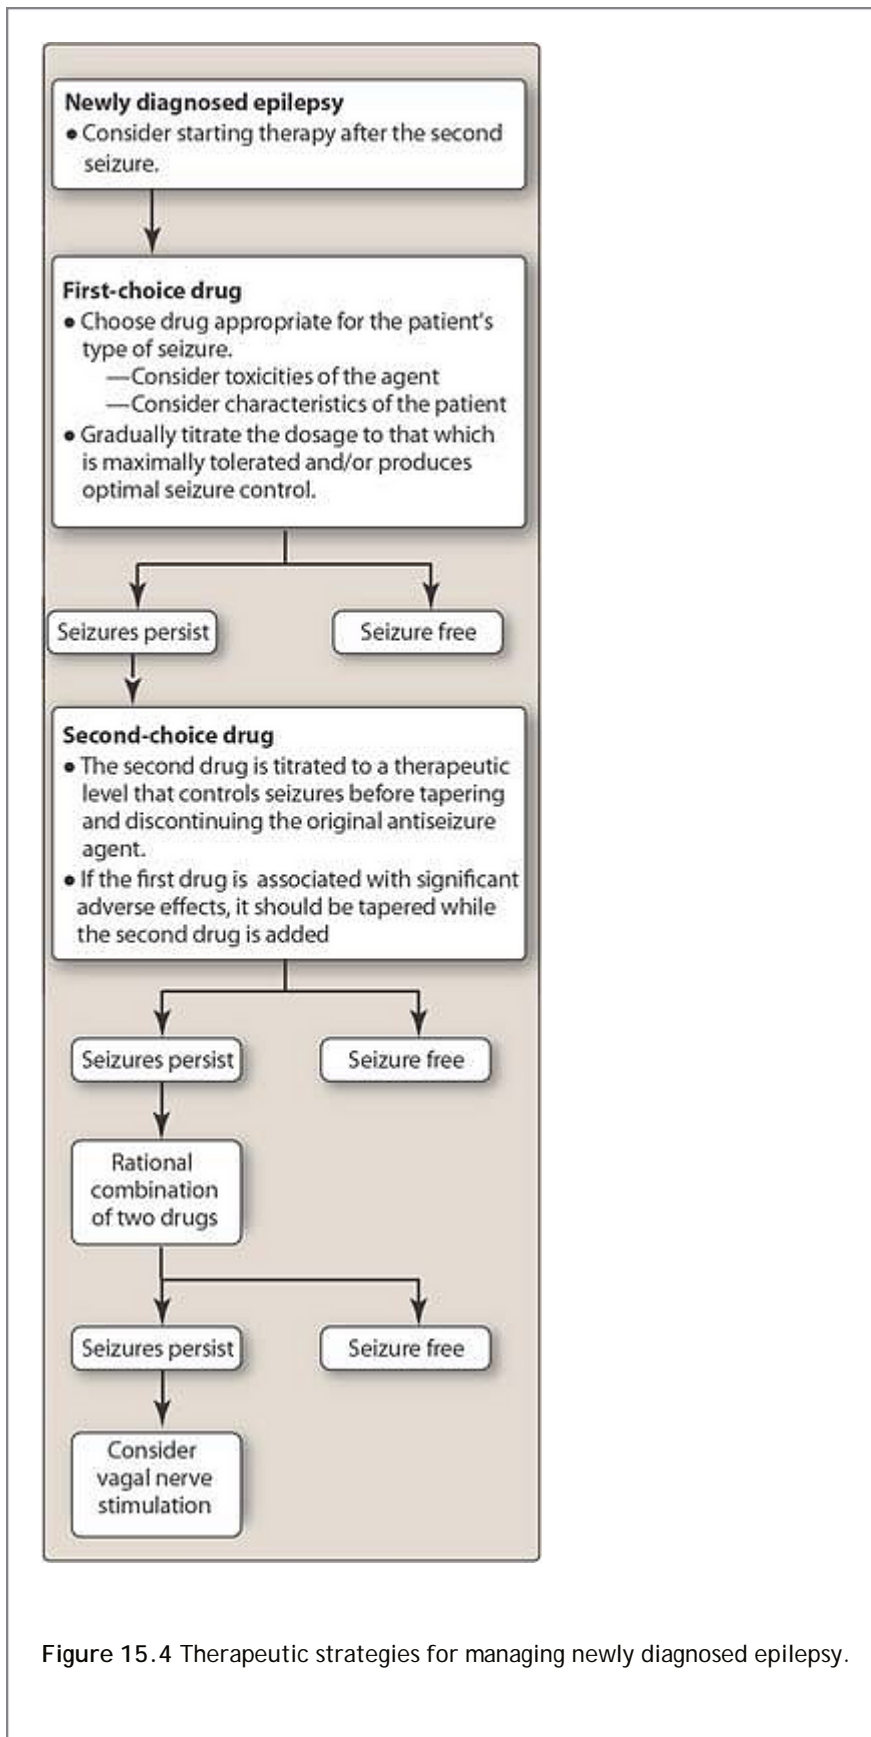 Newly diagnosed epilepsy
• Consider starting therapy after the second
seizure.
First-choice drug
• Choose drug appropriate for the patient's
type of seizure.
—Consider toxicities of the agent
—Consider characteristics of the patient
• Gradually titrate the dosage to that which
is maximally tolerated and/or produces
optimal seizure control.
Seizures persist
Seizure free
Second-choice drug
• The second drug is titrated to a therapeutic
level that controls seizures before tapering
and discontinuing the original antiseizure
agent.
• If the first drug is associated with significant
adverse effects, it should be tapered while
the second drug is added
Seizures persist
Seizure free
Rational
combination
of two drugs
Seizures persist
Seizure free
Consider
vagal nerve
stimulation
Figure 15.4 Therapeutic strategies for managing newly diagnosed epilepsy.